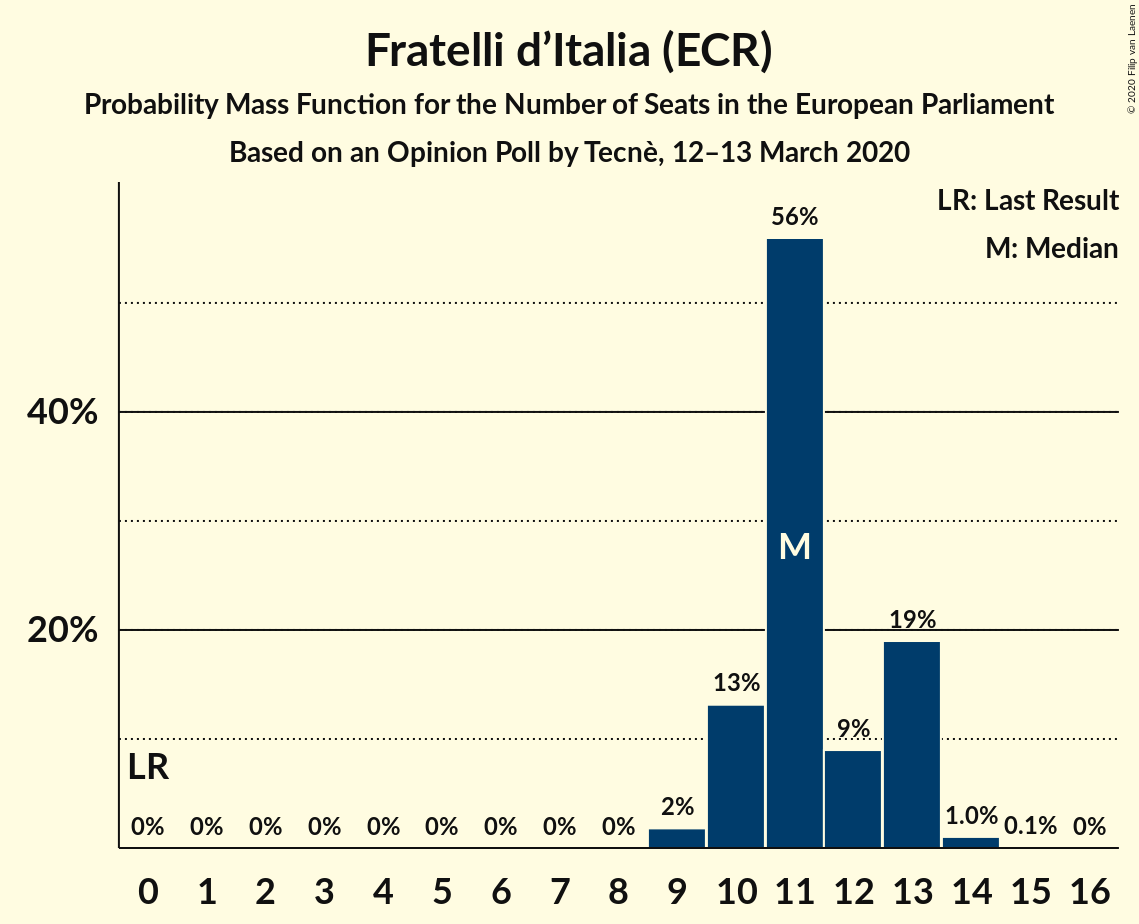 Fratelli d’Italia (ECR)
Probability Mass Function for the Number of Seats in the European Parliament
Based on an Opinion Poll by Tecnè, 12–13 March 2020
© 2020 Filip van Laenen
LR: Last Result
M: Median
56%
40%
M
20%
19%
13%
9%
LR
2%
1.0%
0.1%
0% 0% 0% 0% 0% 0% 0% 0% 0% 0%
0 1 2 3 4 5 6 7 8 9 10 11 12 13 14 15 16